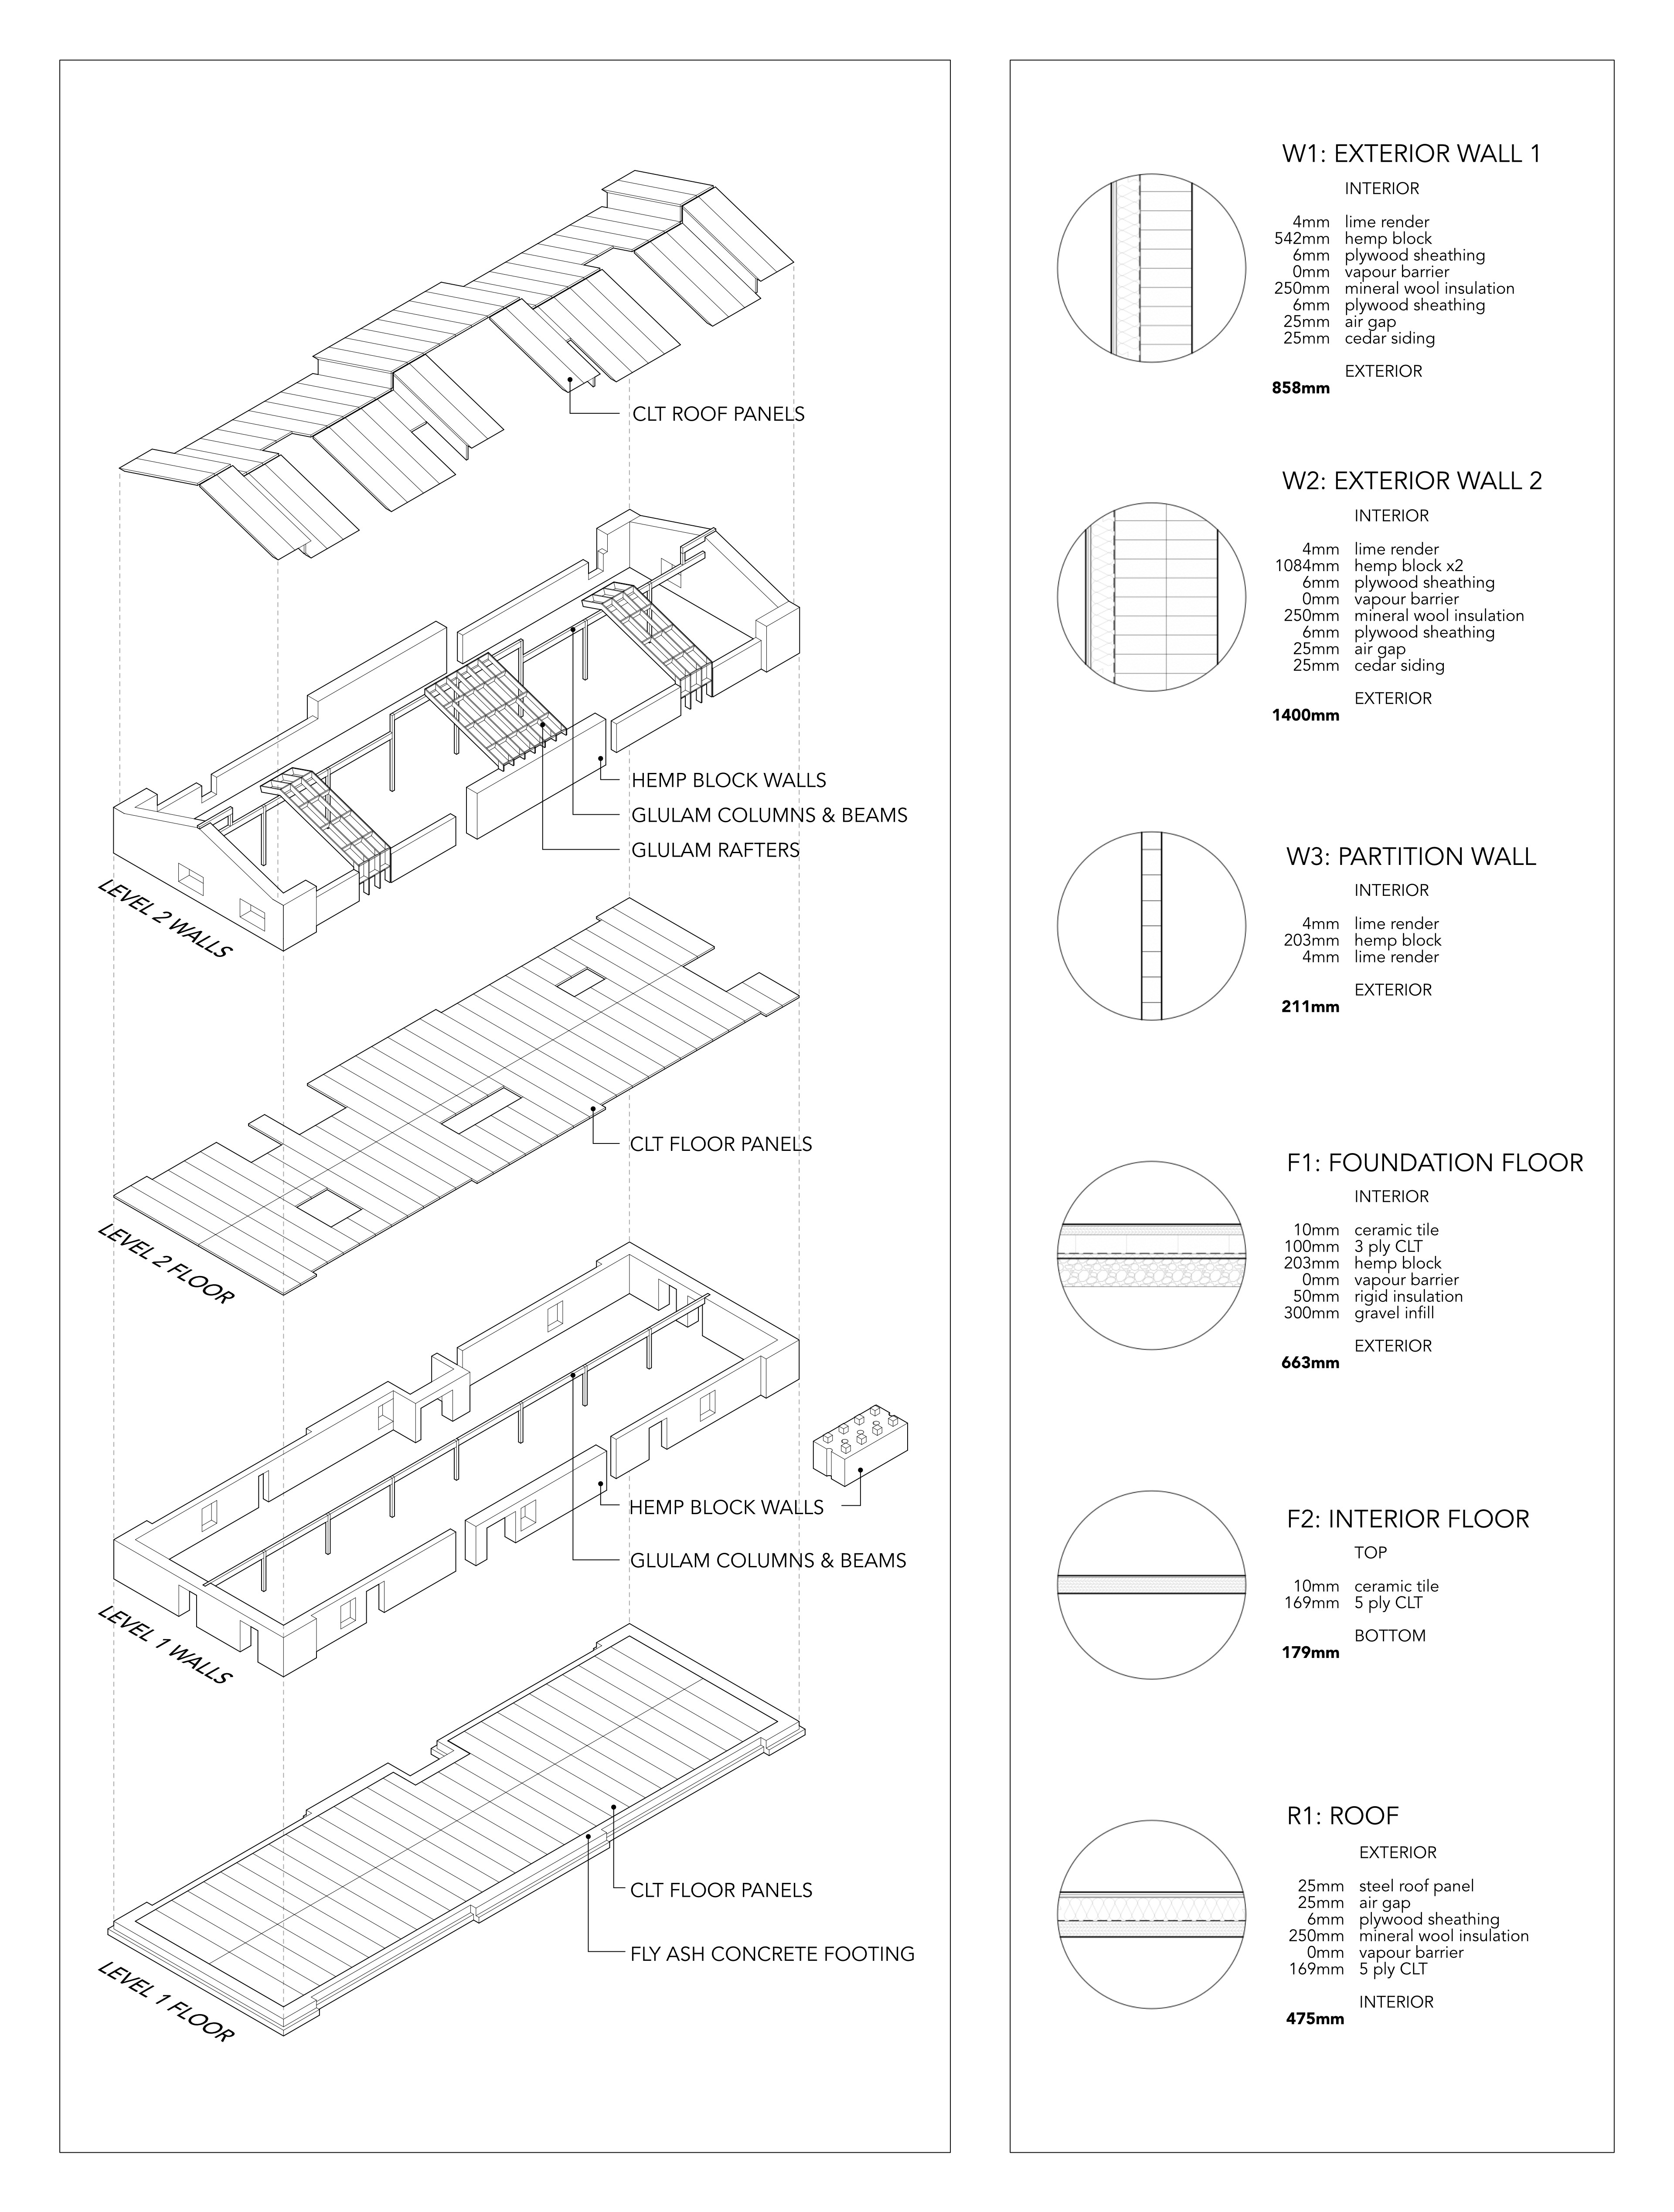 CLT ROOF PANELS
HEMP BLOCK WALLS
GLULAM COLUMNS & BEAMS
GLULAM RAFTERS
LEVEL 2 WALLS
CLT FLOOR PANELS
LEVEL 2 FLOOR
HEMP BLOCK WALLS
GLULAM COLUMNS & BEAMS
LEVEL 1 WALLS
CLT FLOOR PANELS
FLY ASH CONCRETE FOOTING
LEVEL 1 FLOOR
W1: EXTERIOR WALL 1
INTERIOR
4mm lime render
542mm hemp block
6mm plywood sheathing
0mm vapour barrier
250mm mineral wool insulation
6mm plywood sheathing
25mm air gap
25mm cedar siding
EXTERIOR
858mm
W2: EXTERIOR WALL 2
INTERIOR
4mm lime render
1084mm hemp block x2
6mm plywood sheathing
0mm vapour barrier
250mm mineral wool insulation
6mm plywood sheathing
25mm air gap
25mm cedar siding
EXTERIOR
1400mm
W3: PARTITION WALL
INTERIOR
4mm lime render
203mm hemp block
4mm lime render
EXTERIOR
211mm
F1: FOUNDATION FLOOR
INTERIOR
10mm ceramic tile
100mm 3 ply CLT
203mm hemp block
0mm vapour barrier
50mm rigid insulation
300mm gravel infill
EXTERIOR
663mm
F2: INTERIOR FLOOR
TOP
10mm ceramic tile
169mm 5 ply CLT
BOTTOM
179mm
R1: ROOF
EXTERIOR
25mm steel roof panel
25mm air gap
6mm plywood sheathing
250mm mineral wool insulation
0mm vapour barrier
169mm 5 ply CLT
INTERIOR
475mm